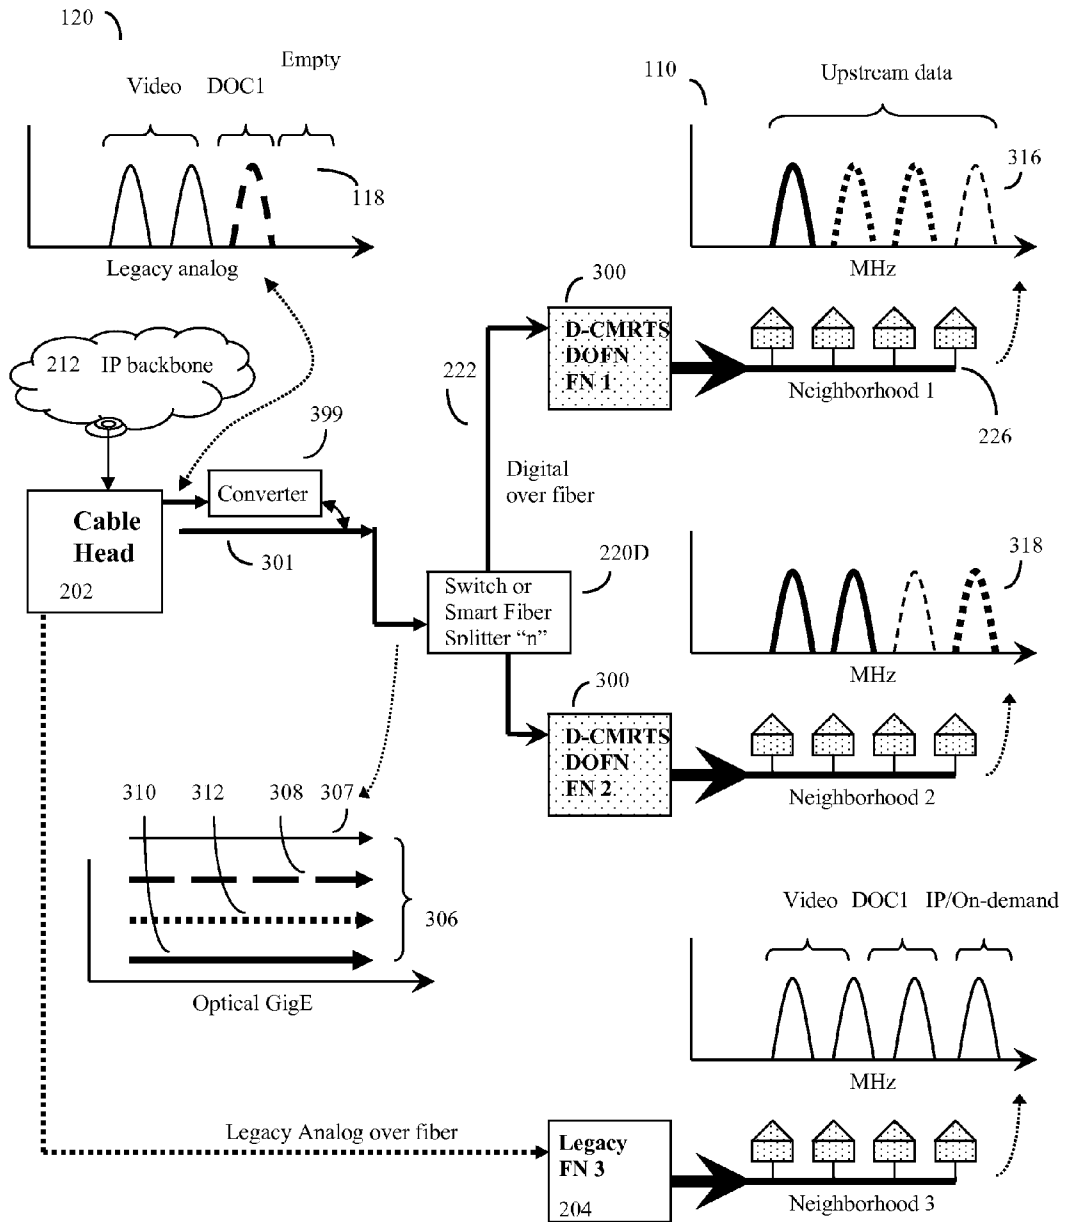 120
Empty
Video DOC1
118
Legacy analog
110
Upstream data
316
MHz
300
D-CMRTS
DOFN
FN 1
Neighborhood 1
226
222
212 IP backbone
399
Converter
Cable
Head
202
301
Digital
over fiber
220D
Switch or
Smart Fiber
Splitter “n”
318
MHz
300
D-CMRTS
DOFN
FN 2
Neighborhood 2
310 312 308 307
306
Optical GigE
Video DOC1 IP/On-demand
MHz
Legacy Analog over fiber
Legacy
FN 3
204
Neighborhood 3